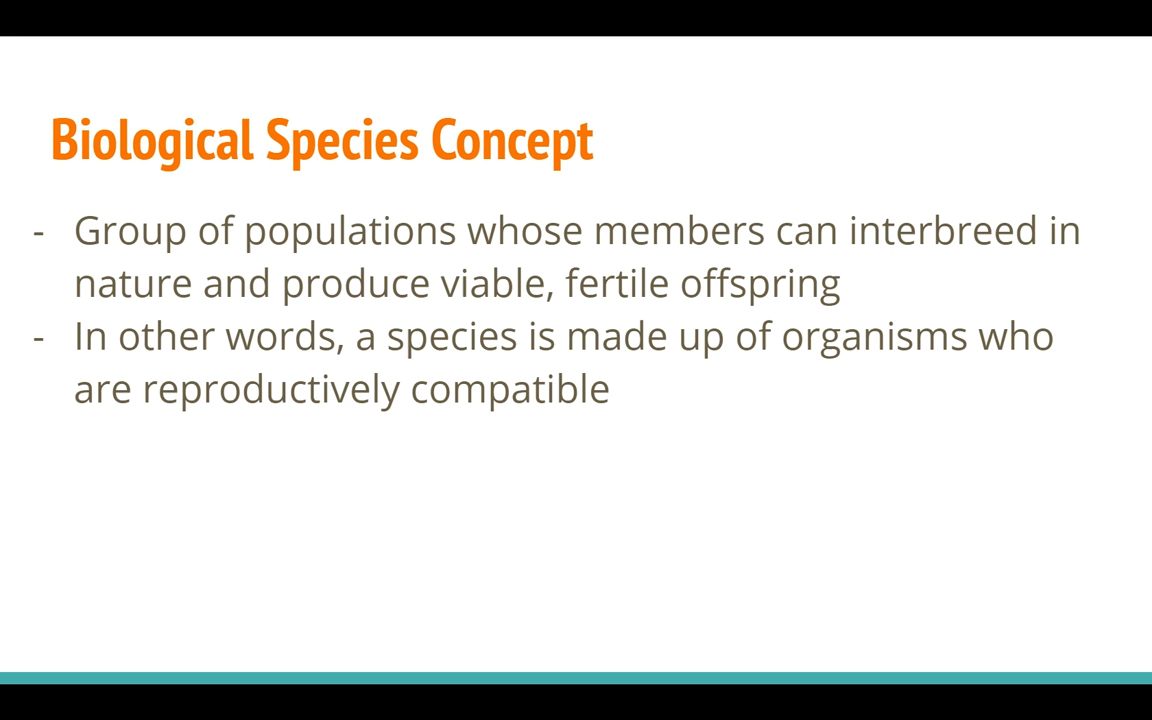 Biological Species Concept
- Group of populations whose members can interbreed in
nature and produce viable, fertile offspring
- In other words, a species is made up of organisms who
are reproductively compatible